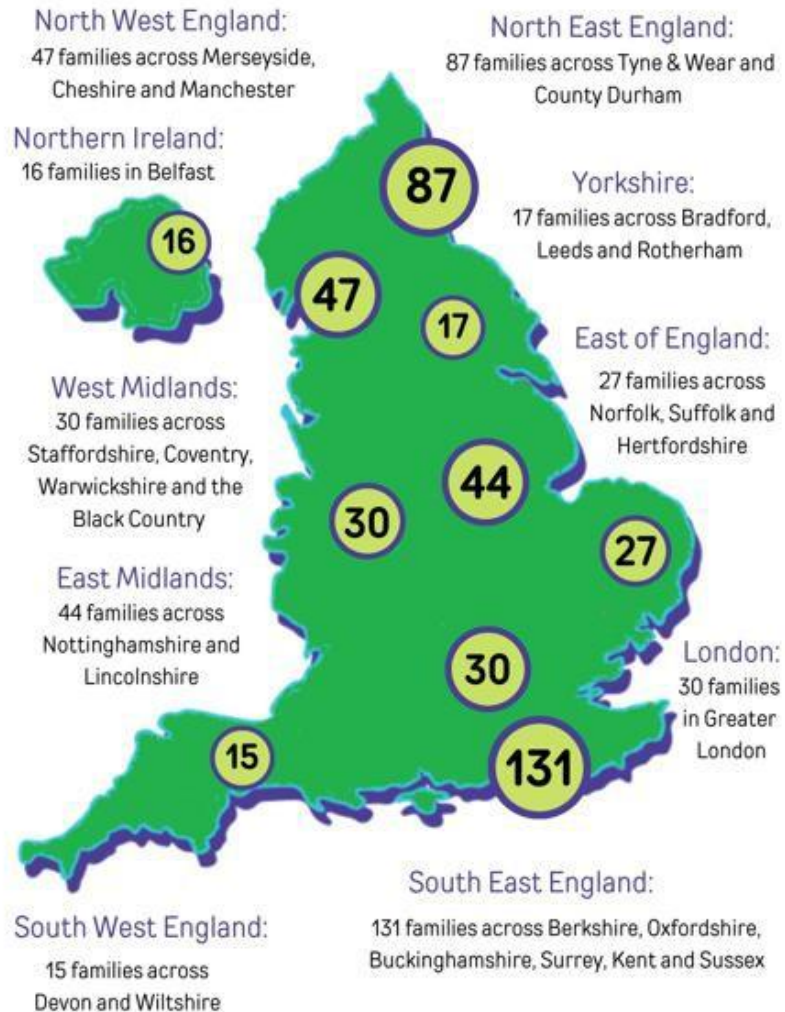 North West England:
47 families across Merseyside,
Cheshire and Manchester
North East England:
87 families across Tyne & Wear and
County Durham
Northern Ireland:
16 families in Belfast
87
Yorkshire:
17 families across Bradford,
Leeds and Rotherham
16
47
17
East of England:
27 families across
Norfolk, Suffolk and
Hertfordshire
West Midlands:
30 families across
Staffordshire, Coventry,
Warwickshire and the
Black Country
44
30
27
East Midlands:
44 families across
Nottinghamshire and
Lincolnshire
30
London:
30 families
in Greater
London
15
131
South East England:
131 families across Berkshire, Oxfordshire,
Buckinghamshire, Surrey, Kent and Sussex
South West England:
15 families across
Devon and Wiltshire